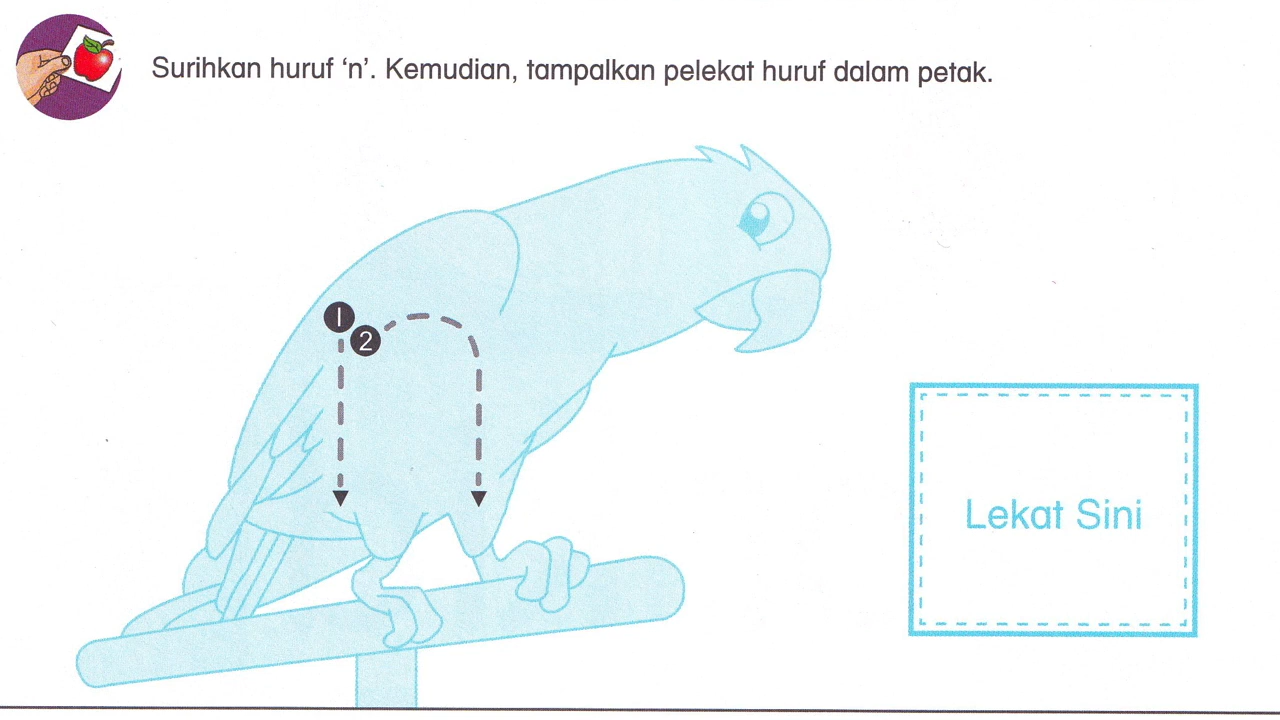 Surihkan huruf ‘n’. Kemudian, tampalkan pelekat huruf dalam petak.
1
2
Lekat Sini